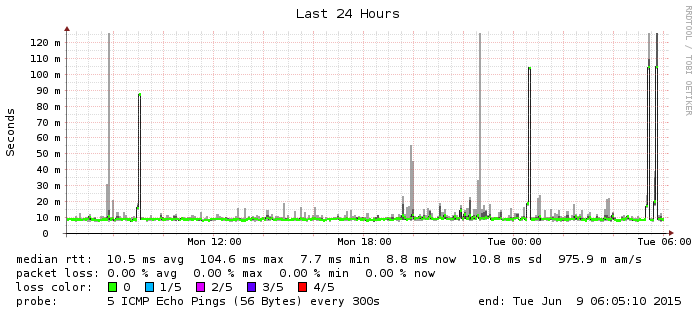 Last 24 Hours
RRDTOOL / TOBI OETIKER
Seconds
120 m
110 m
100 m
90 m
80 m
70 m
60 m
50 m
40 m
30 m
20 m
10 m
0
Mon 12:00 Mon 18:00 Tue 00:00 Tue 06:00
median rtt: 10.5 ms avg 104.6 ms max 7.7 ms min 8.8 ms now 10.8 ms sd 975.9 m am/s
packet loss: 0.00 % avg 0.00 % max 0.00 % min 0.00 % now
loss color: 0 1/5 2/5 3/5 4/5
probe: 5 ICMP Echo Pings (56 Bytes) every 300s end: Tue Jun 9 06:05:10 2015